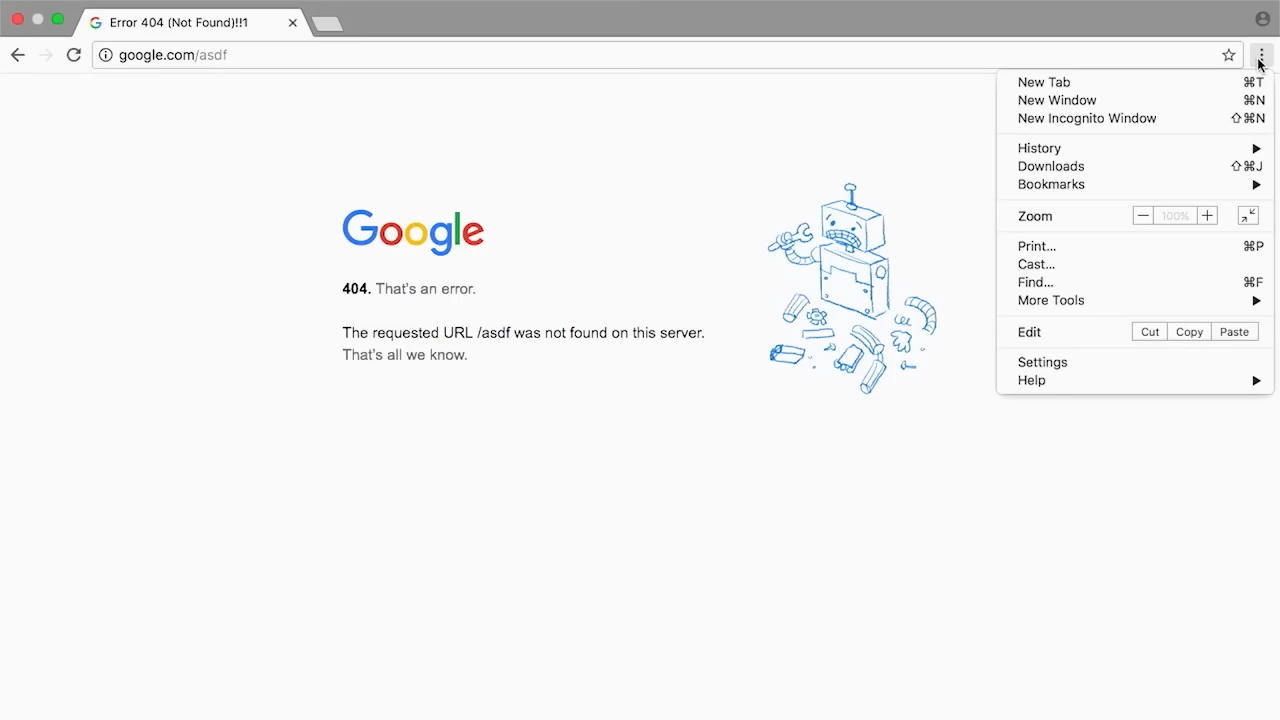 Error 404 (Not Found)!!1
google.com/asdf
New Tab ⌘T
New Window ⌘N
New Incognito Window ⇧⌘N
History
Downloads ⇧⌘J
Bookmarks
Zoom 100%
Print... ⌘P
Cast...
Find... ⌘F
More Tools
Edit Cut Copy Paste
Settings
Help
Google
404. That's an error.
The requested URL /asdf was not found on this server.
That's all we know.